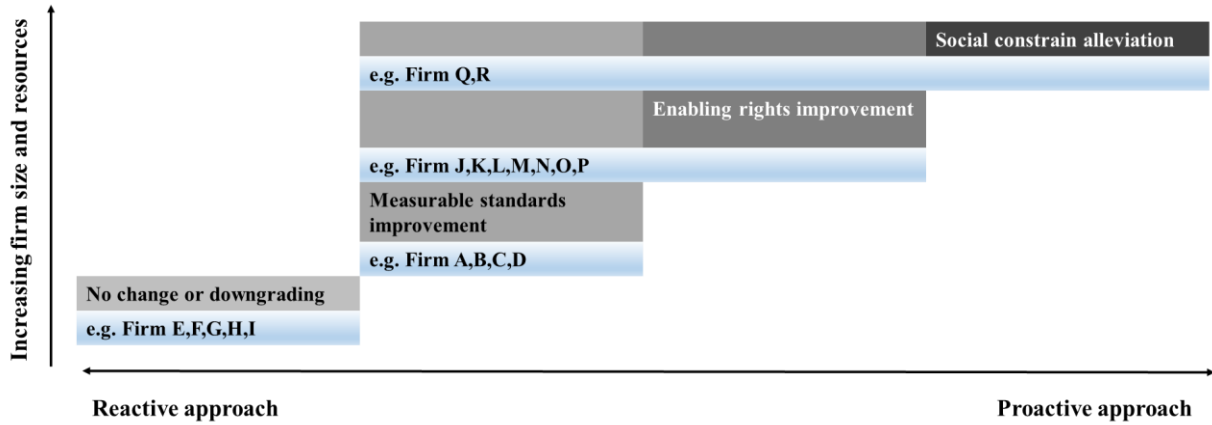 Increasing firm size and resources
Social constrain alleviation
e.g. Firm Q,R
Enabling rights improvement
e.g. Firm J,K,L,M,N,O,P
Measurable standards
improvement
e.g. Firm A,B,C,D
No change or downgrading
e.g. Firm E,F,G,H,I
Reactive approach
Proactive approach